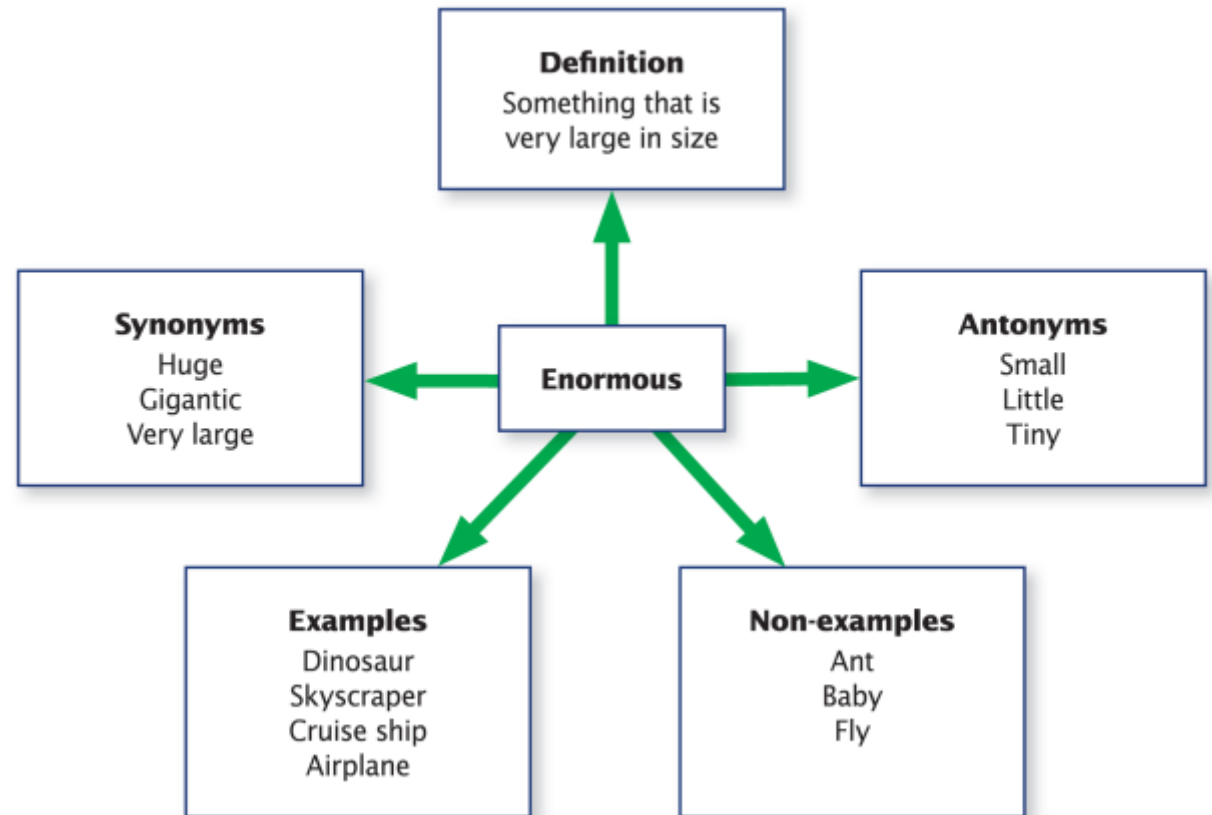 Definition
Something that is
very large in size
Synonyms
Huge
Gigantic
Very large
Enormous
Antonyms
Small
Little
Tiny
Examples
Dinosaur
Skyscraper
Cruise ship
Airplane
Non-examples
Ant
Baby
Fly